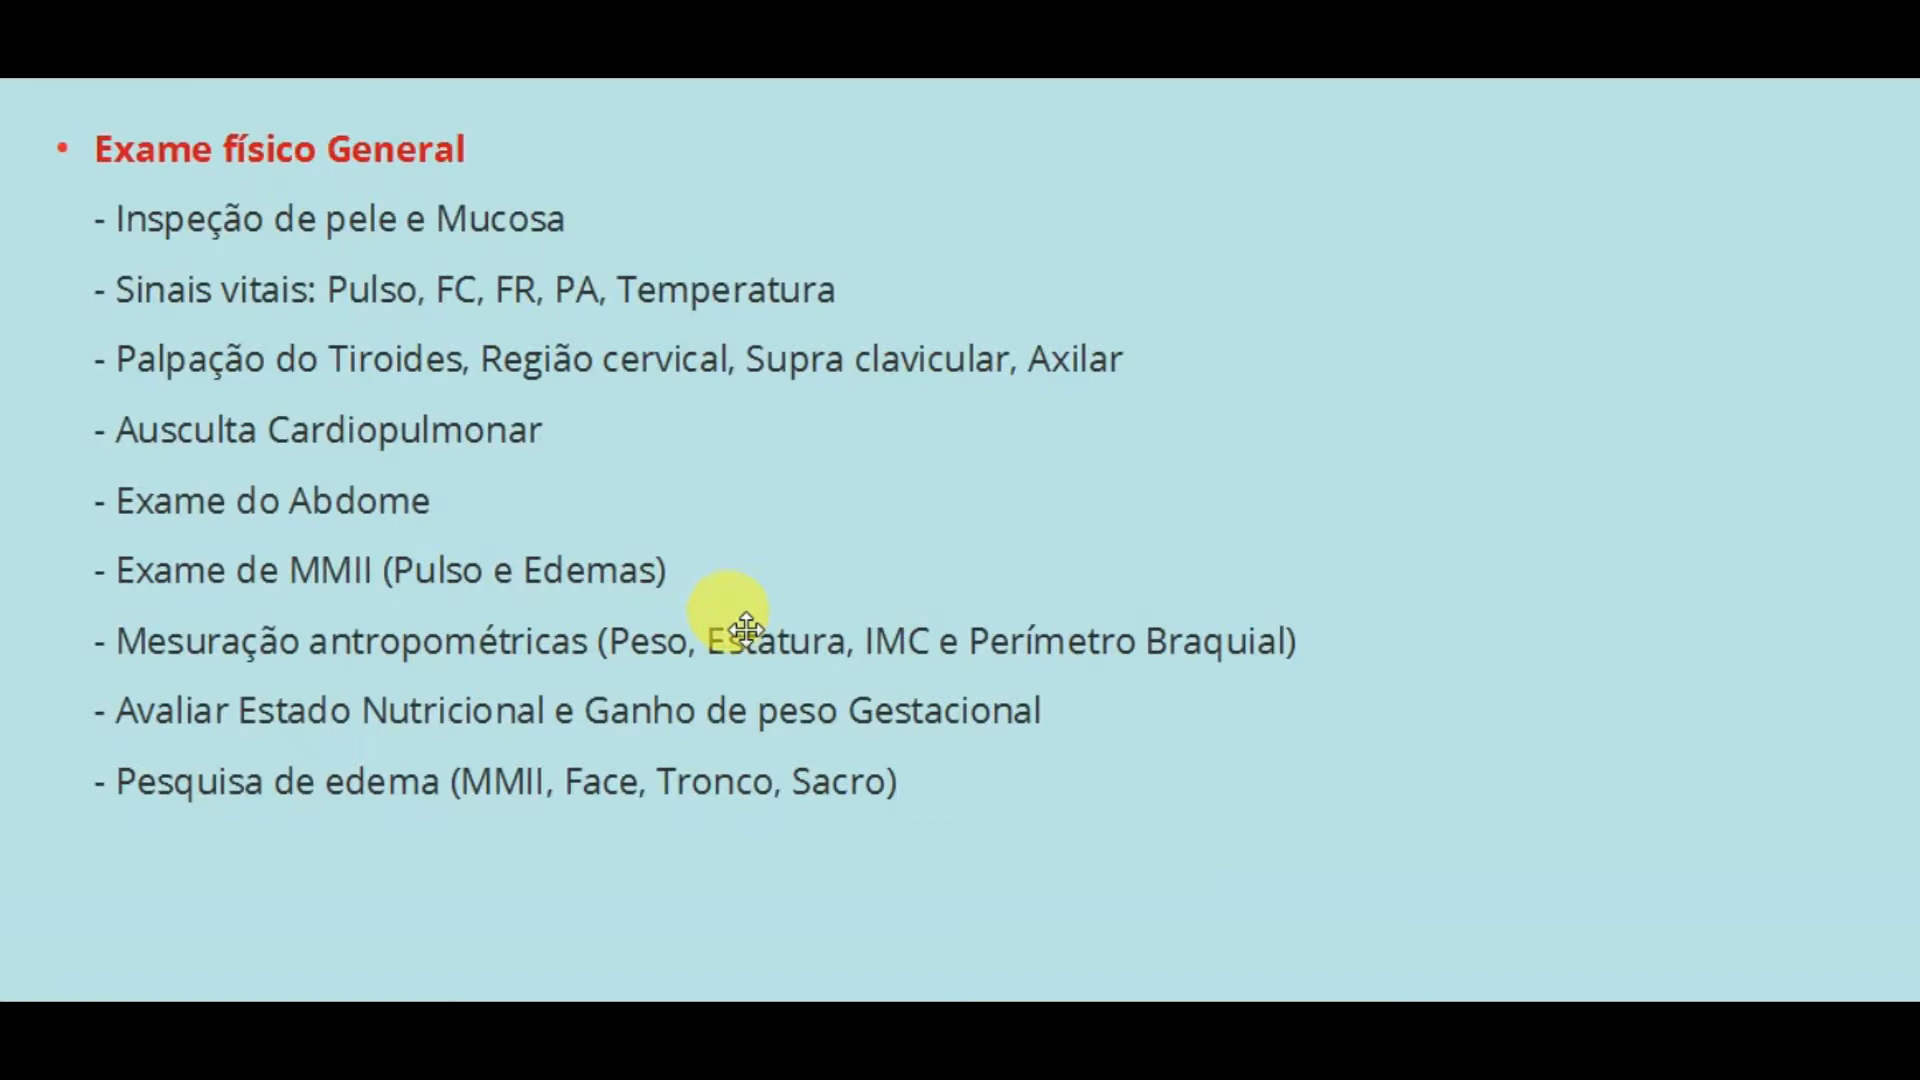 • Exame físico General
- Inspeção de pele e Mucosa
- Sinais vitais: Pulso, FC, FR, PA, Temperatura
- Palpação do Tiroides, Região cervical, Supra clavicular, Axilar
- Ausculta Cardiopulmonar
- Exame do Abdome
- Exame de MMII (Pulso e Edemas)
- Mesuração antropométricas (Peso, Estatura, IMC e Perímetro Braquial)
- Avaliar Estado Nutricional e Ganho de peso Gestacional
- Pesquisa de edema (MMII, Face, Tronco, Sacro)